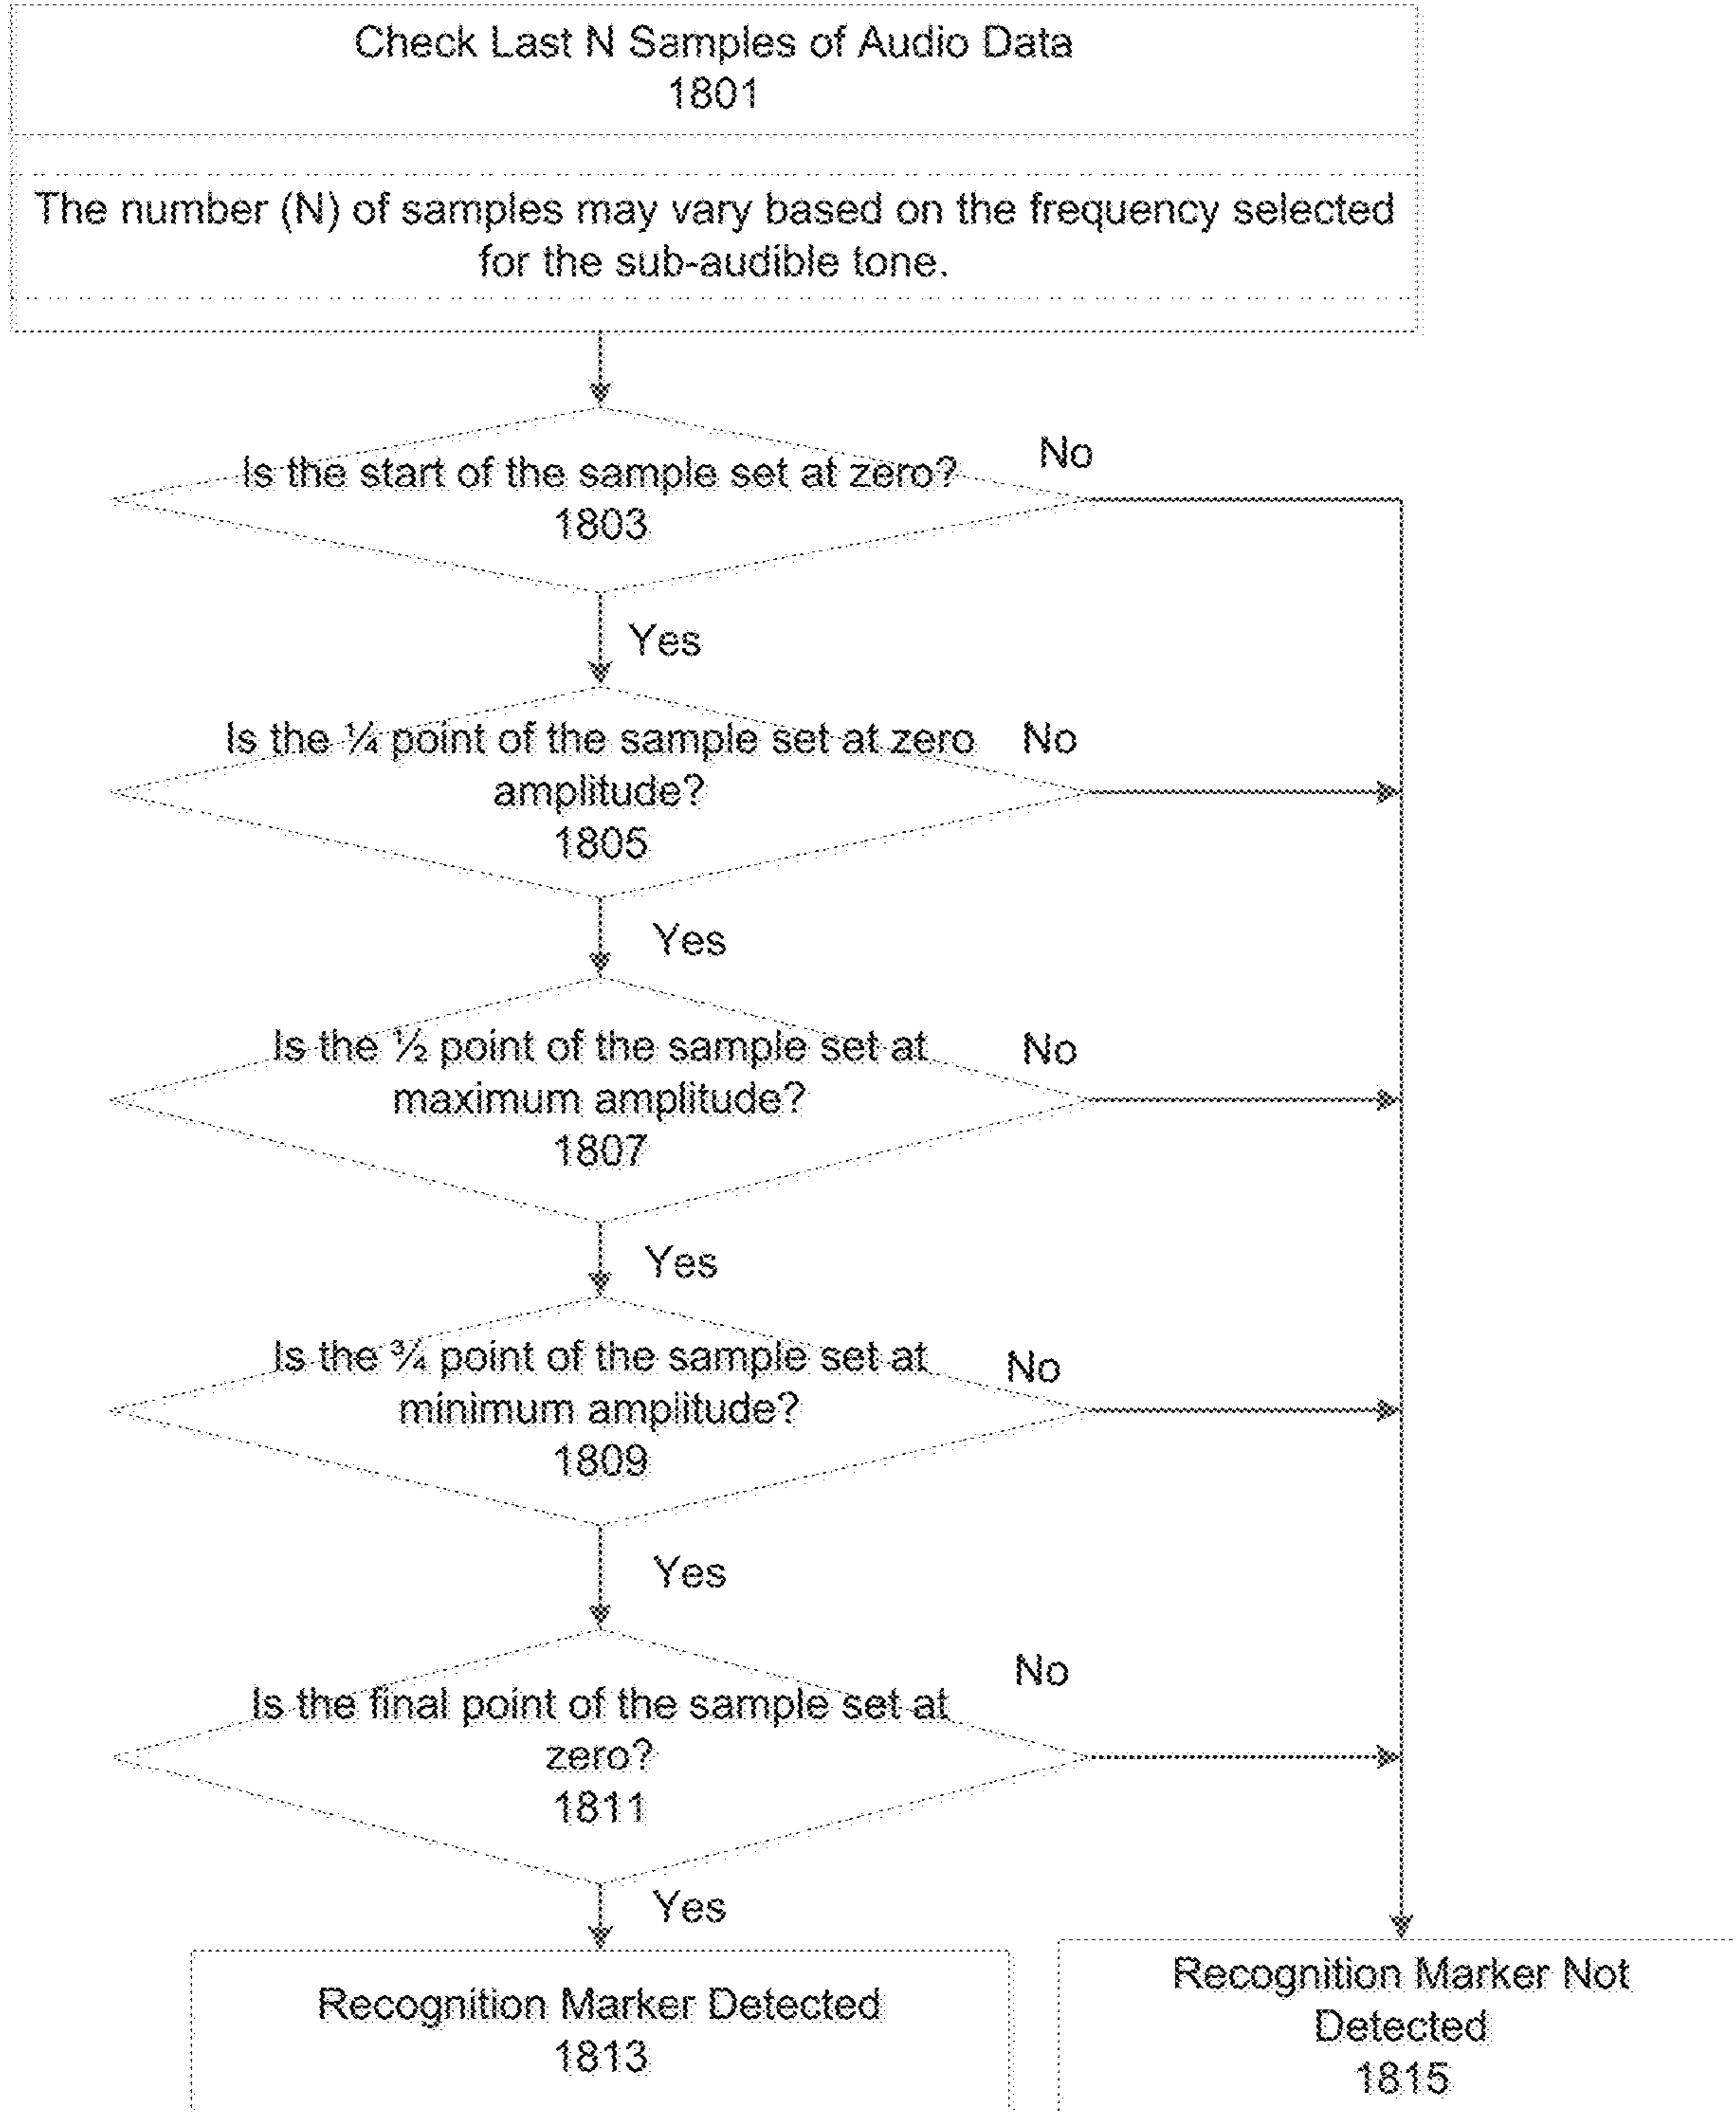 Check Last N Samples of Audio Data
1801
The number (N) of samples may vary based on the frequency selected
for the sub-audible tone.
Is the start of the sample set at zero?
1803
No
Yes
Is the ¼ point of the sample set at zero
amplitude?
1805
No
Yes
Is the ½ point of the sample set at
maximum amplitude?
1807
No
Yes
Is the ¾ point of the sample set at
minimum amplitude?
1809
No
Yes
Is the final point of the sample set at
zero?
1811
No
Yes
Recognition Marker Detected
1813
Recognition Marker Not
Detected
1815